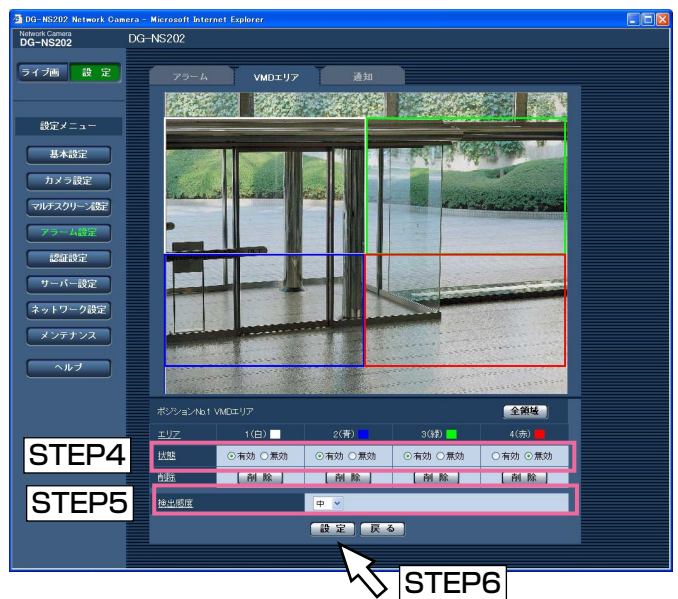 DG-NS202 Network Camera - Microsoft Internet Explorer
Network Camera
DG-NS202
DG-NS202
ライブ画 設 定
アラーム VMDエリア 通知
設定メニュー
基本設定
カメラ設定
マルチスクリーン設定
アラーム設定
認証設定
サーバー設定
ネットワーク設定
メンテナンス
ヘルプ
ポジションNo.1 VMDエリア 全領域
エリア 1(白) 2(青) 3(緑) 4(赤)
STEP4
状態 有効 無効 有効 無効 有効 無効 有効 無効
削除 削 除 削 除 削 除 削 除
STEP5
検出感度 中
設 定 戻 る
STEP6